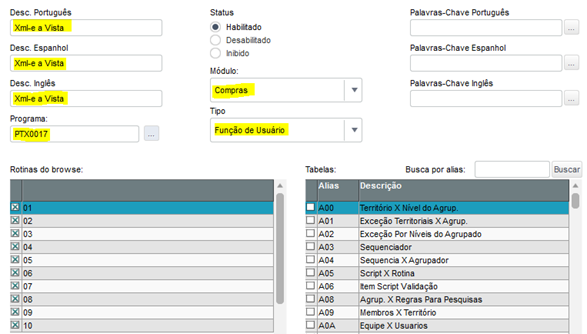 Desc. Português
Xml-e a Vista
Desc. Espanhol
Xml-e a Vista
Desc. Inglês
Xml-e a Vista
Programa:
PTX0017
...
Status
Habilitado
Desabilitado
Inibido
Módulo:
Compras
Tipo
Função de Usuário
Palavras-Chave Português
...
Palavras-Chave Espanhol
...
Palavras-Chave Inglês
...
Rotinas do browse:
01
02
03
04
05
06
07
08
09
10
Tabelas: Busca por alias: Buscar
Alias Descrição
A00 Território X Nível do Agrup.
A01 Exceção Territoriais X Agrup.
A02 Exceção Por Níveis do Agrupado
A03 Sequenciador
A04 Sequencia X Agrupador
A05 Script X Rotina
A06 Item Script Validação
A08 Agrup. X Regras Para Pesquisas
A09 Membros X Território
A0A Equipe X Usuarios